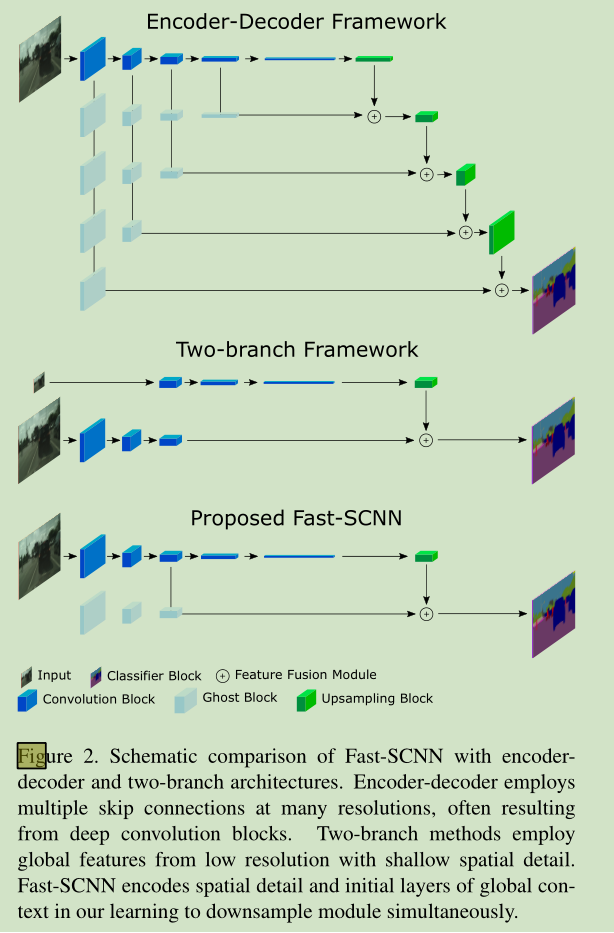 Encoder-Decoder Framework
Two-branch Framework
Proposed Fast-SCNN
Input Classifier Block Feature Fusion Module
Convolution Block Ghost Block Upsampling Block
Figure 2. Schematic comparison of Fast-SCNN with encoder-
decoder and two-branch architectures. Encoder-decoder employs
multiple skip connections at many resolutions, often resulting
from deep convolution blocks. Two-branch methods employ
global features from low resolution with shallow spatial detail.
Fast-SCNN encodes spatial detail and initial layers of global con-
text in our learning to downsample module simultaneously.